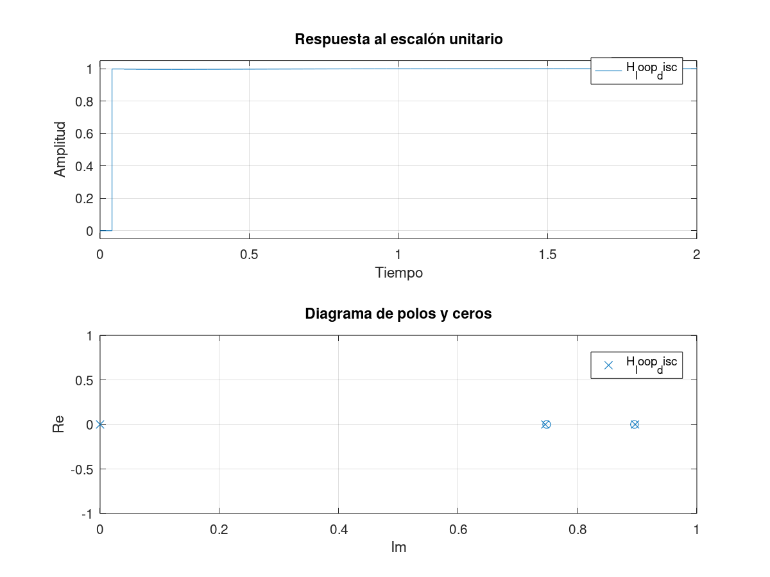 Respuesta al escalón unitario
H_loop_disc
1
0.8
0.6
0.4
0.2
0
Amplitud
0
0.5
1
1.5
2
Tiempo
Diagrama de polos y ceros
H_loop_disc
1
0.5
0
-0.5
-1
Re
0
0.2
0.4
0.6
0.8
1
Im